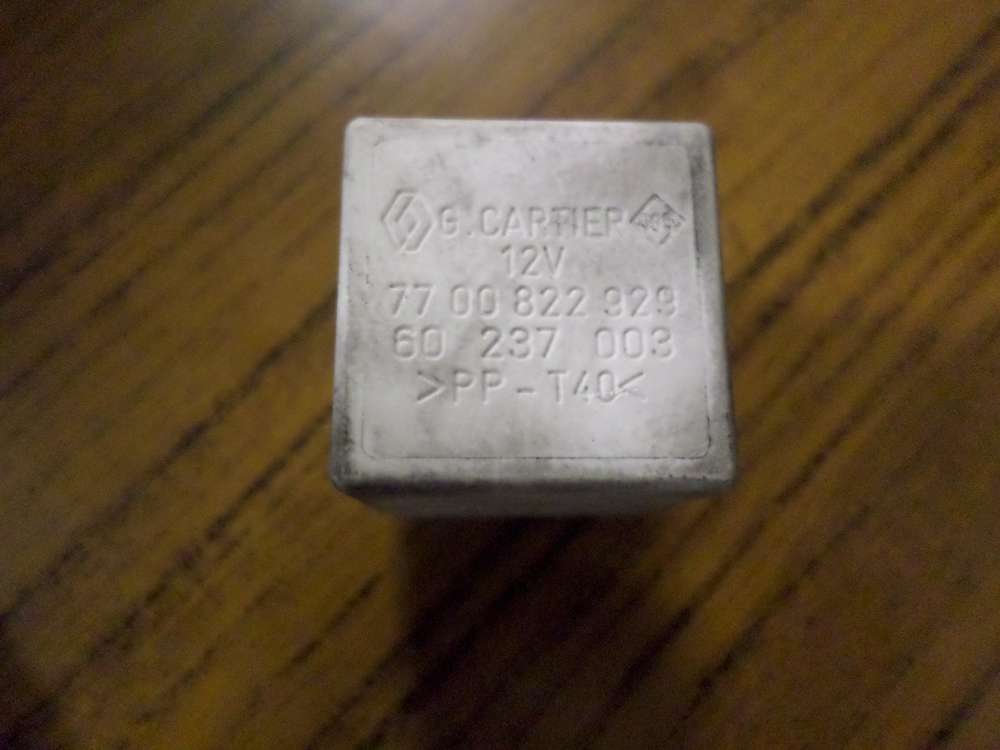 G. CARTIER
12V
77 00 822 929
60 237 003
>PP-T40<